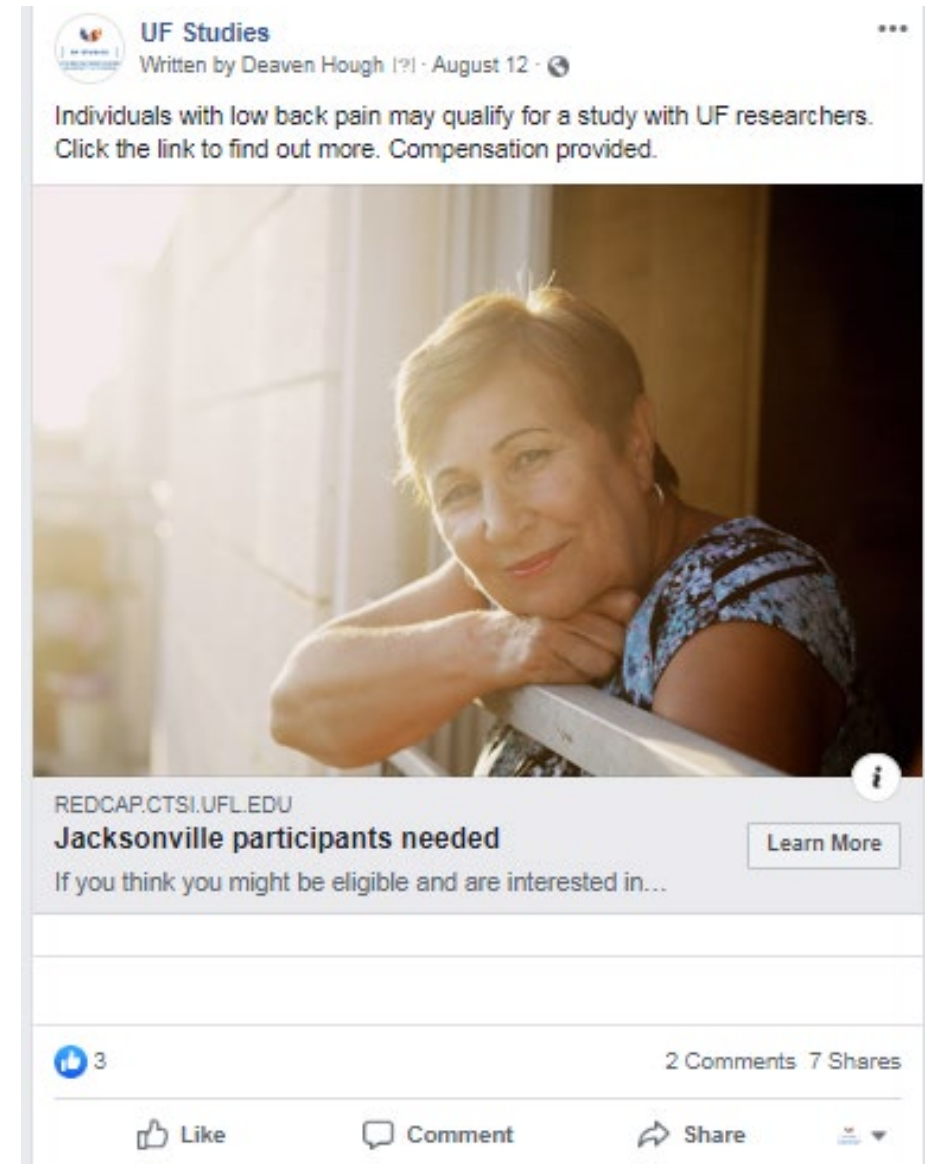 UF Studies
Written by Deaven Hough [?] · August 12 ·
Individuals with low back pain may qualify for a study with UF researchers.
Click the link to find out more. Compensation provided.
i
REDCAP.CTSI.UFL.EDU
Jacksonville participants needed
Learn More
If you think you might be eligible and are interested in...
3
2 Comments 7 Shares
Like
Comment
Share